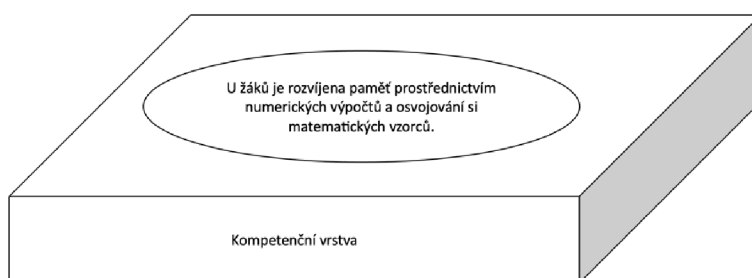 U žáků je rozvíjena paměť prostřednictvím
numerických výpočtů a osvojování si
matematických vzorců.
Kompetenční vrstva